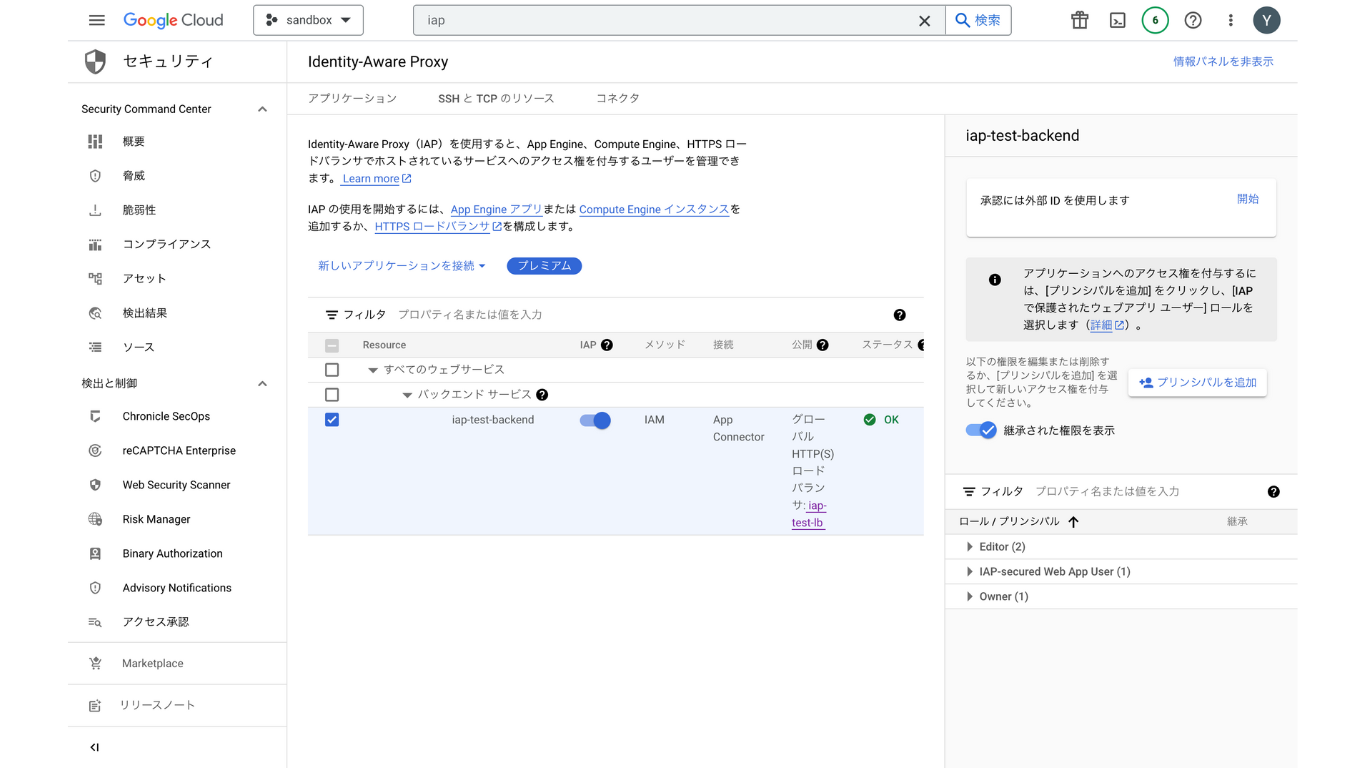 Google Cloud
sandbox
iap
検索
6
Y
セキュリティ
Identity-Aware Proxy
情報パネルを非表示
Security Command Center
概要
脅威
脆弱性
コンプライアンス
アセット
検出結果
ソース
検出と制御
Chronicle SecOps
reCAPTCHA Enterprise
Web Security Scanner
Risk Manager
Binary Authorization
Advisory Notifications
アクセス承認
Marketplace
リリースノート
アプリケーション
SSH と TCP のリソース
コネクタ
Identity-Aware Proxy（IAP）を使用すると、App Engine、Compute Engine、HTTPS ロー
ドバランサでホストされているサービスへのアクセス権を付与するユーザーを管理でき
ます。 Learn more
IAP の使用を開始するには、App Engine アプリまたは Compute Engine インスタンスを
追加するか、HTTPS ロードバランサ を構成します。
新しいアプリケーションを接続
プレミアム
フィルタ プロパティ名または値を入力
Resource
IAP
メソッド
接続
公開
ステータス
すべてのウェブサービス
バックエンド サービス
iap-test-backend
IAM
App
Connector
グロー
バル
HTTP(S)
ロード
バラン
サ: iap-
test-lb
OK
iap-test-backend
承認には外部 ID を使用します
開始
アプリケーションへのアクセス権を付与するに
は、[プリンシパルを追加] をクリックし、[IAP
で保護されたウェブアプリ ユーザー] ロールを
選択します（詳細 ）。
以下の権限を編集または削除す
るか、[プリンシパルを追加] を選
択して新しいアクセス権を付与
してください。
プリンシパルを追加
継承された権限を表示
フィルタ プロパティ名または値を入力
ロール / プリンシパル
継承
Editor (2)
IAP-secured Web App User (1)
Owner (1)